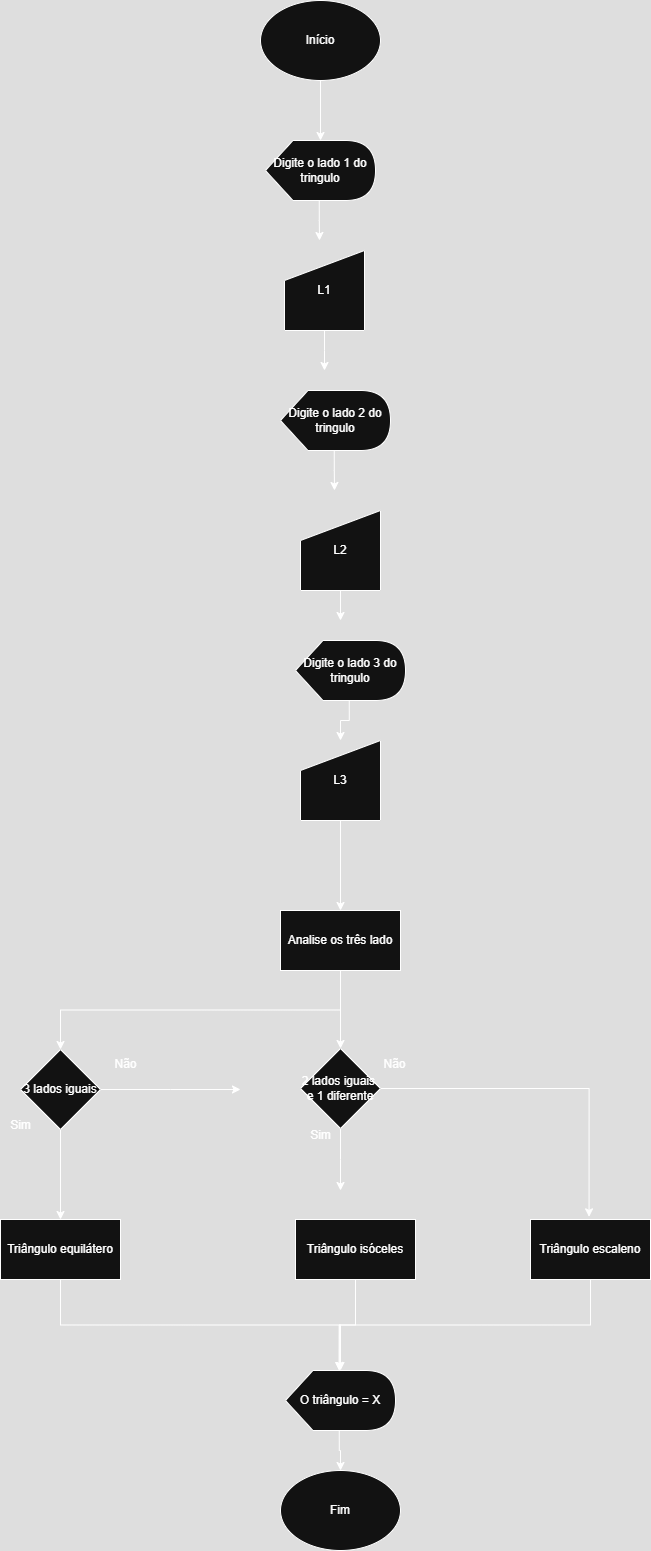 Início
Digite o lado 1 do
tringulo
L1
Digite o lado 2 do
tringulo
L2
Digite o lado 3 do
tringulo
L3
Analise os três lado
3 lados iguais
Não
Sim
2 lados iguais
e 1 diferente
Não
Sim
Triângulo equilátero
Triângulo isóceles
Triângulo escaleno
O triângulo = X
Fim